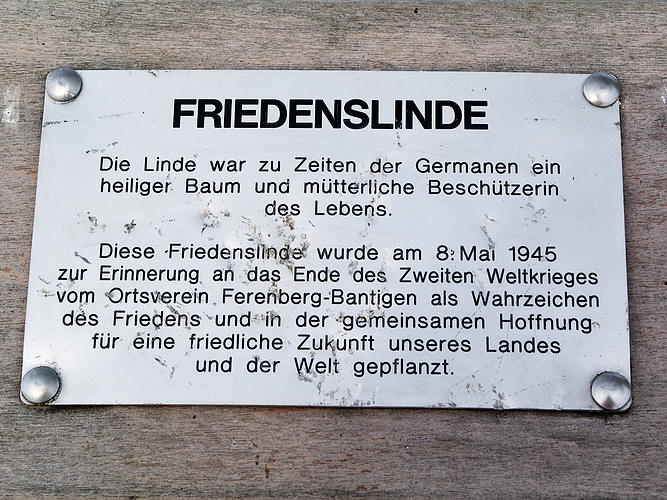 FRIEDENSLINDE
Die Linde war zu Zeiten der Germanen ein
heiliger Baum und mütterliche Beschützerin
des Lebens.
Diese Friedenslinde wurde am 8. Mai 1945
zur Erinnerung an das Ende des Zweiten Weltkrieges
vom Ortsverein Ferenberg-Bantigen als Wahrzeichen
des Friedens und in der gemeinsamen Hoffnung
für eine friedliche Zukunft unseres Landes
und der Welt gepflanzt.